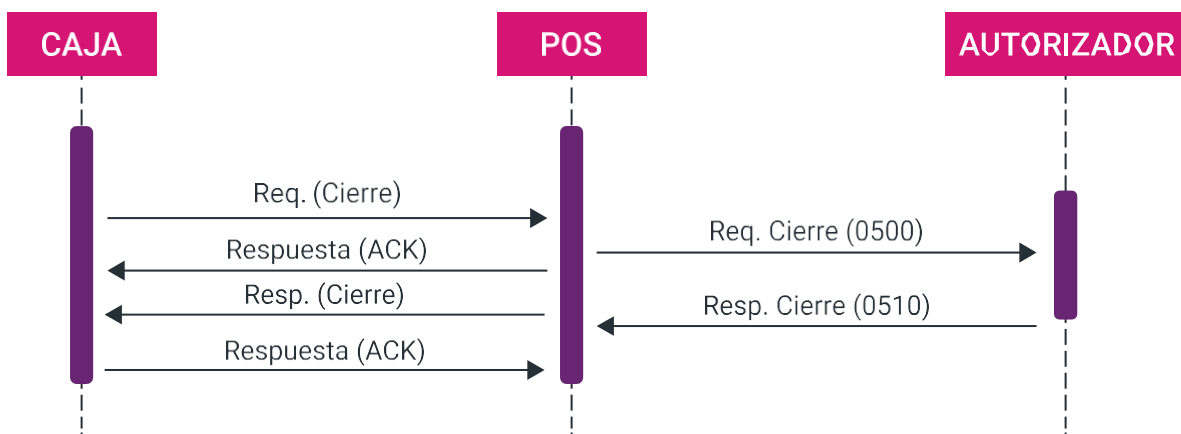 CAJA
POS
AUTORIZADOR
Req. (Cierre)
Req. Cierre (0500)
Respuesta (ACK)
Resp. (Cierre)
Resp. Cierre (0510)
Respuesta (ACK)